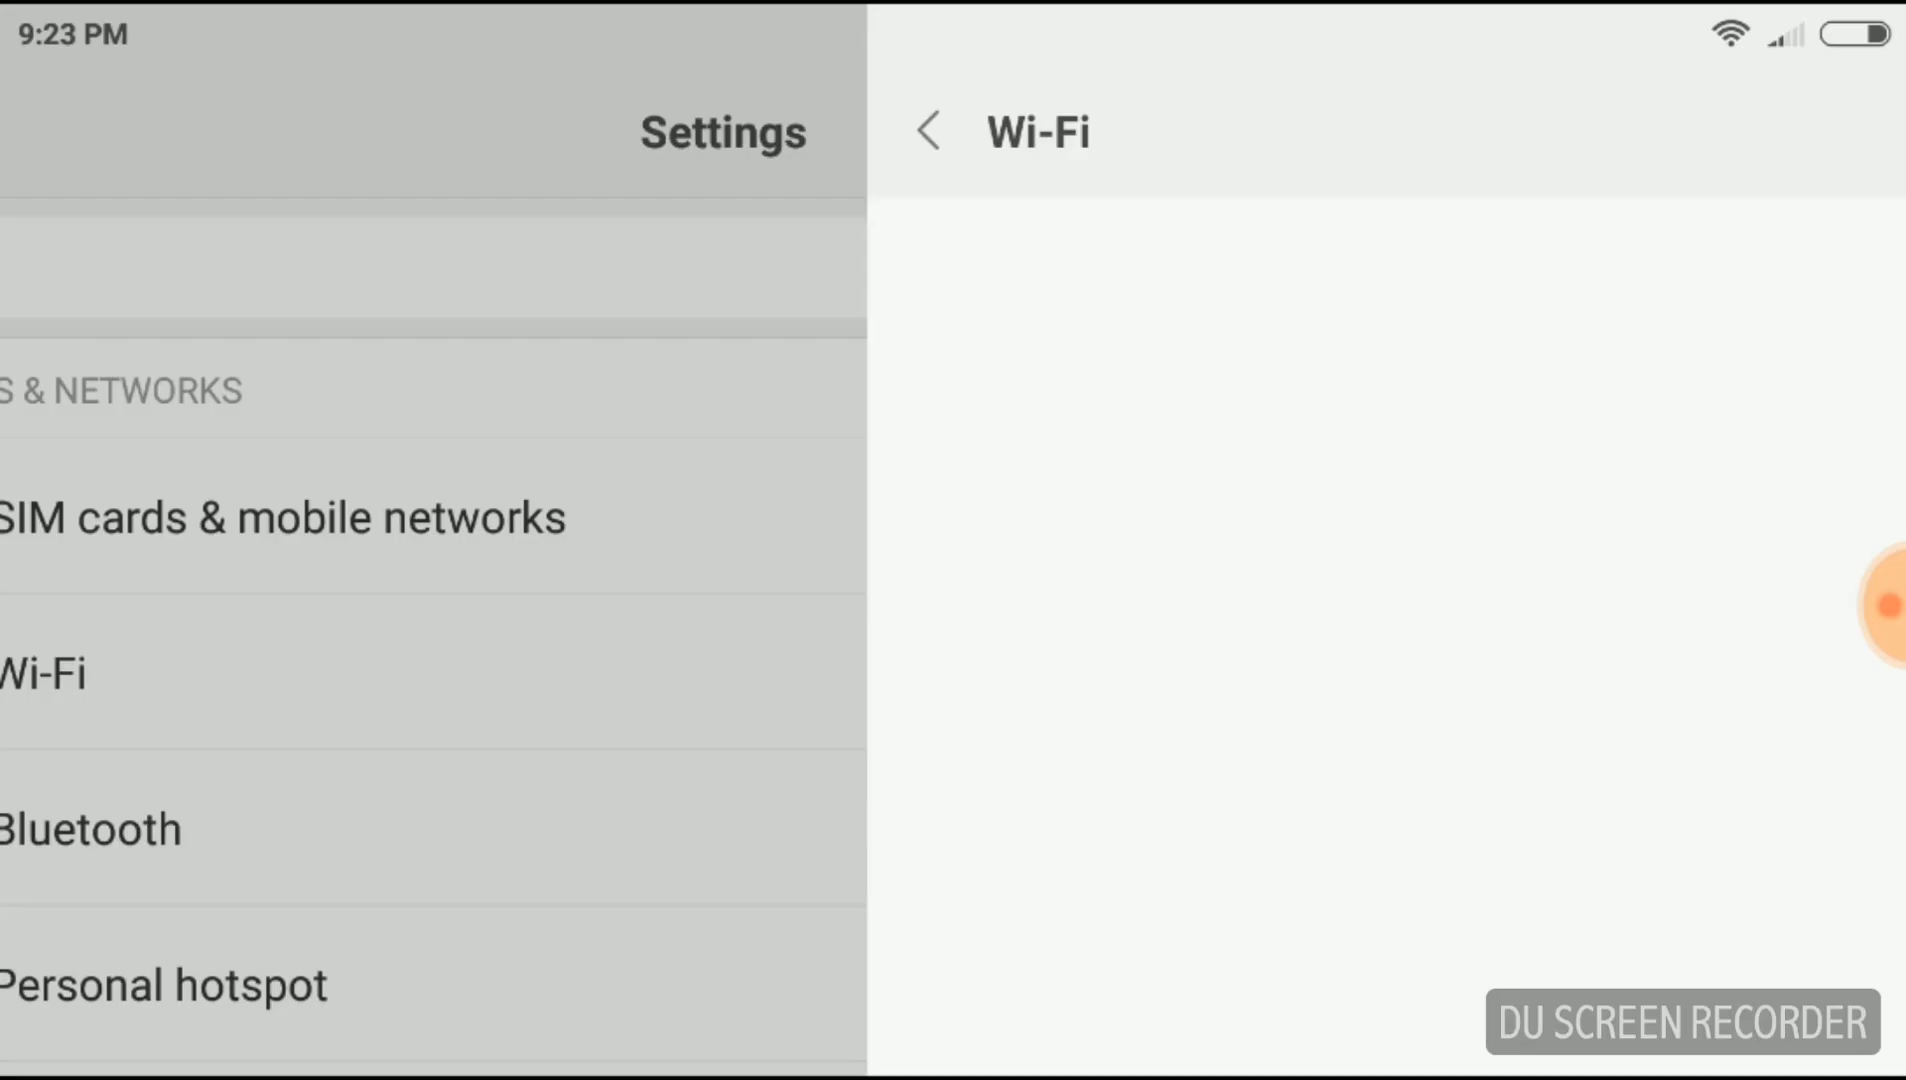 9:23 PM
Settings
Wi-Fi
S & NETWORKS
SIM cards & mobile networks
Wi-Fi
Bluetooth
Personal hotspot
DU SCREEN RECORDER